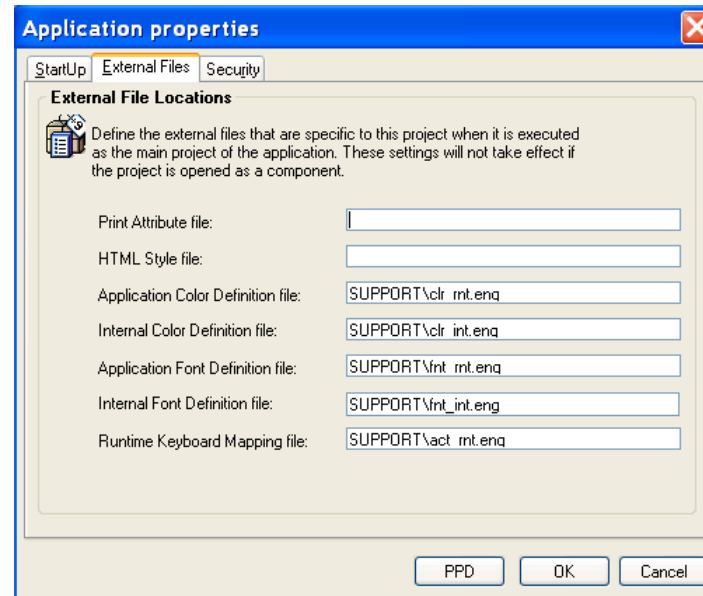 Application properties
StartUp External Files Security
External File Locations
Define the external files that are specific to this project when it is executed
as the main project of the application. These settings will not take effect if
the project is opened as a component.
Print Attribute file:
HTML Style file:
Application Color Definition file: SUPPORT\clr_rnt.eng
Internal Color Definition file: SUPPORT\clr_int.eng
Application Font Definition file: SUPPORT\fnt_rnt.eng
Internal Font Definition file: SUPPORT\fnt_int.eng
Runtime Keyboard Mapping file: SUPPORT\act_rnt.eng
PPD OK Cancel